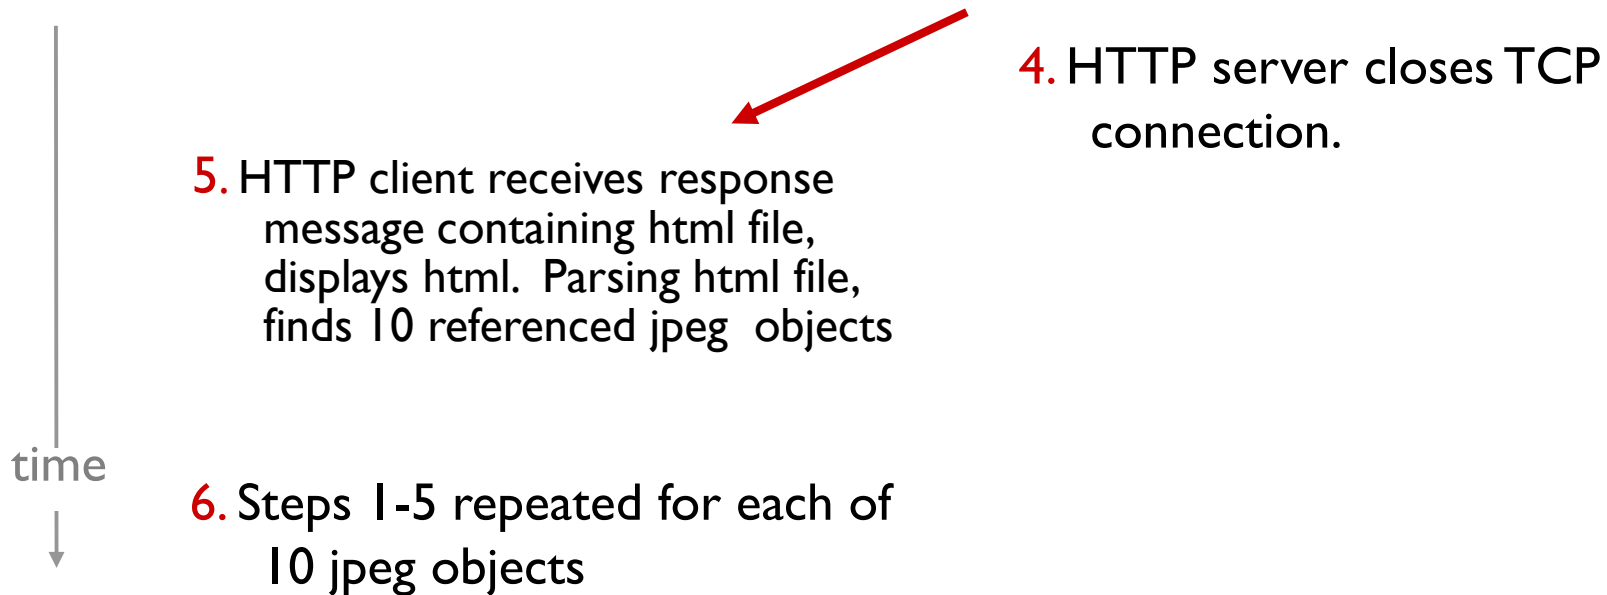 4. HTTP server closes TCP
connection.
5. HTTP client receives response
message containing html file,
displays html.  Parsing html file,
finds 10 referenced jpeg  objects
time
6. Steps 1-5 repeated for each of
10 jpeg objects